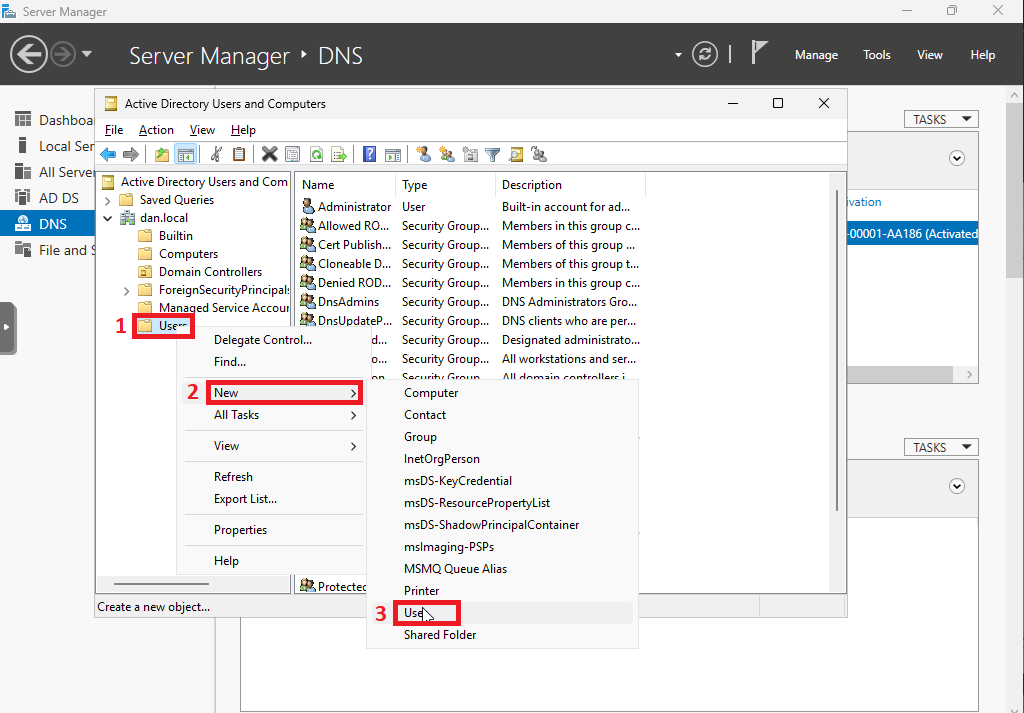 Server Manager
Server Manager ‣ DNS
Manage Tools View Help
Dashboa
Local Ser
All Server
AD DS
DNS
File and S
Active Directory Users and Computers
File Action View Help
Active Directory Users and Com
Saved Queries
dan.local
Builtin
Computers
Domain Controllers
ForeignSecurityPrincipals
Managed Service Accour
1 Users
Name Type Description
Administrator User Built-in account for ad...
Allowed RO... Security Group... Members in this group c...
Cert Publish... Security Group... Members of this group ...
Cloneable D... Security Group... Members of this group t...
Denied ROD... Security Group... Members in this group c...
DnsAdmins Security Group... DNS Administrators Gro...
DnsUpdateP... Security Group... DNS clients who are per...
d... Security Group... Designated administrato...
o... Security Group... All workstations and ser...
on Security Group... All domain controllers i...
Protected
Delegate Control...
Find...
2 New
All Tasks
View
Refresh
Export List...
Properties
Help
Computer
Contact
Group
InetOrgPerson
msDS-KeyCredential
msDS-ResourcePropertyList
msDS-ShadowPrincipalContainer
msImaging-PSPs
MSMQ Queue Alias
Printer
3 Use
Shared Folder
Create a new object...
TASKS
ivation
-00001-AA186 (Activated
TASKS